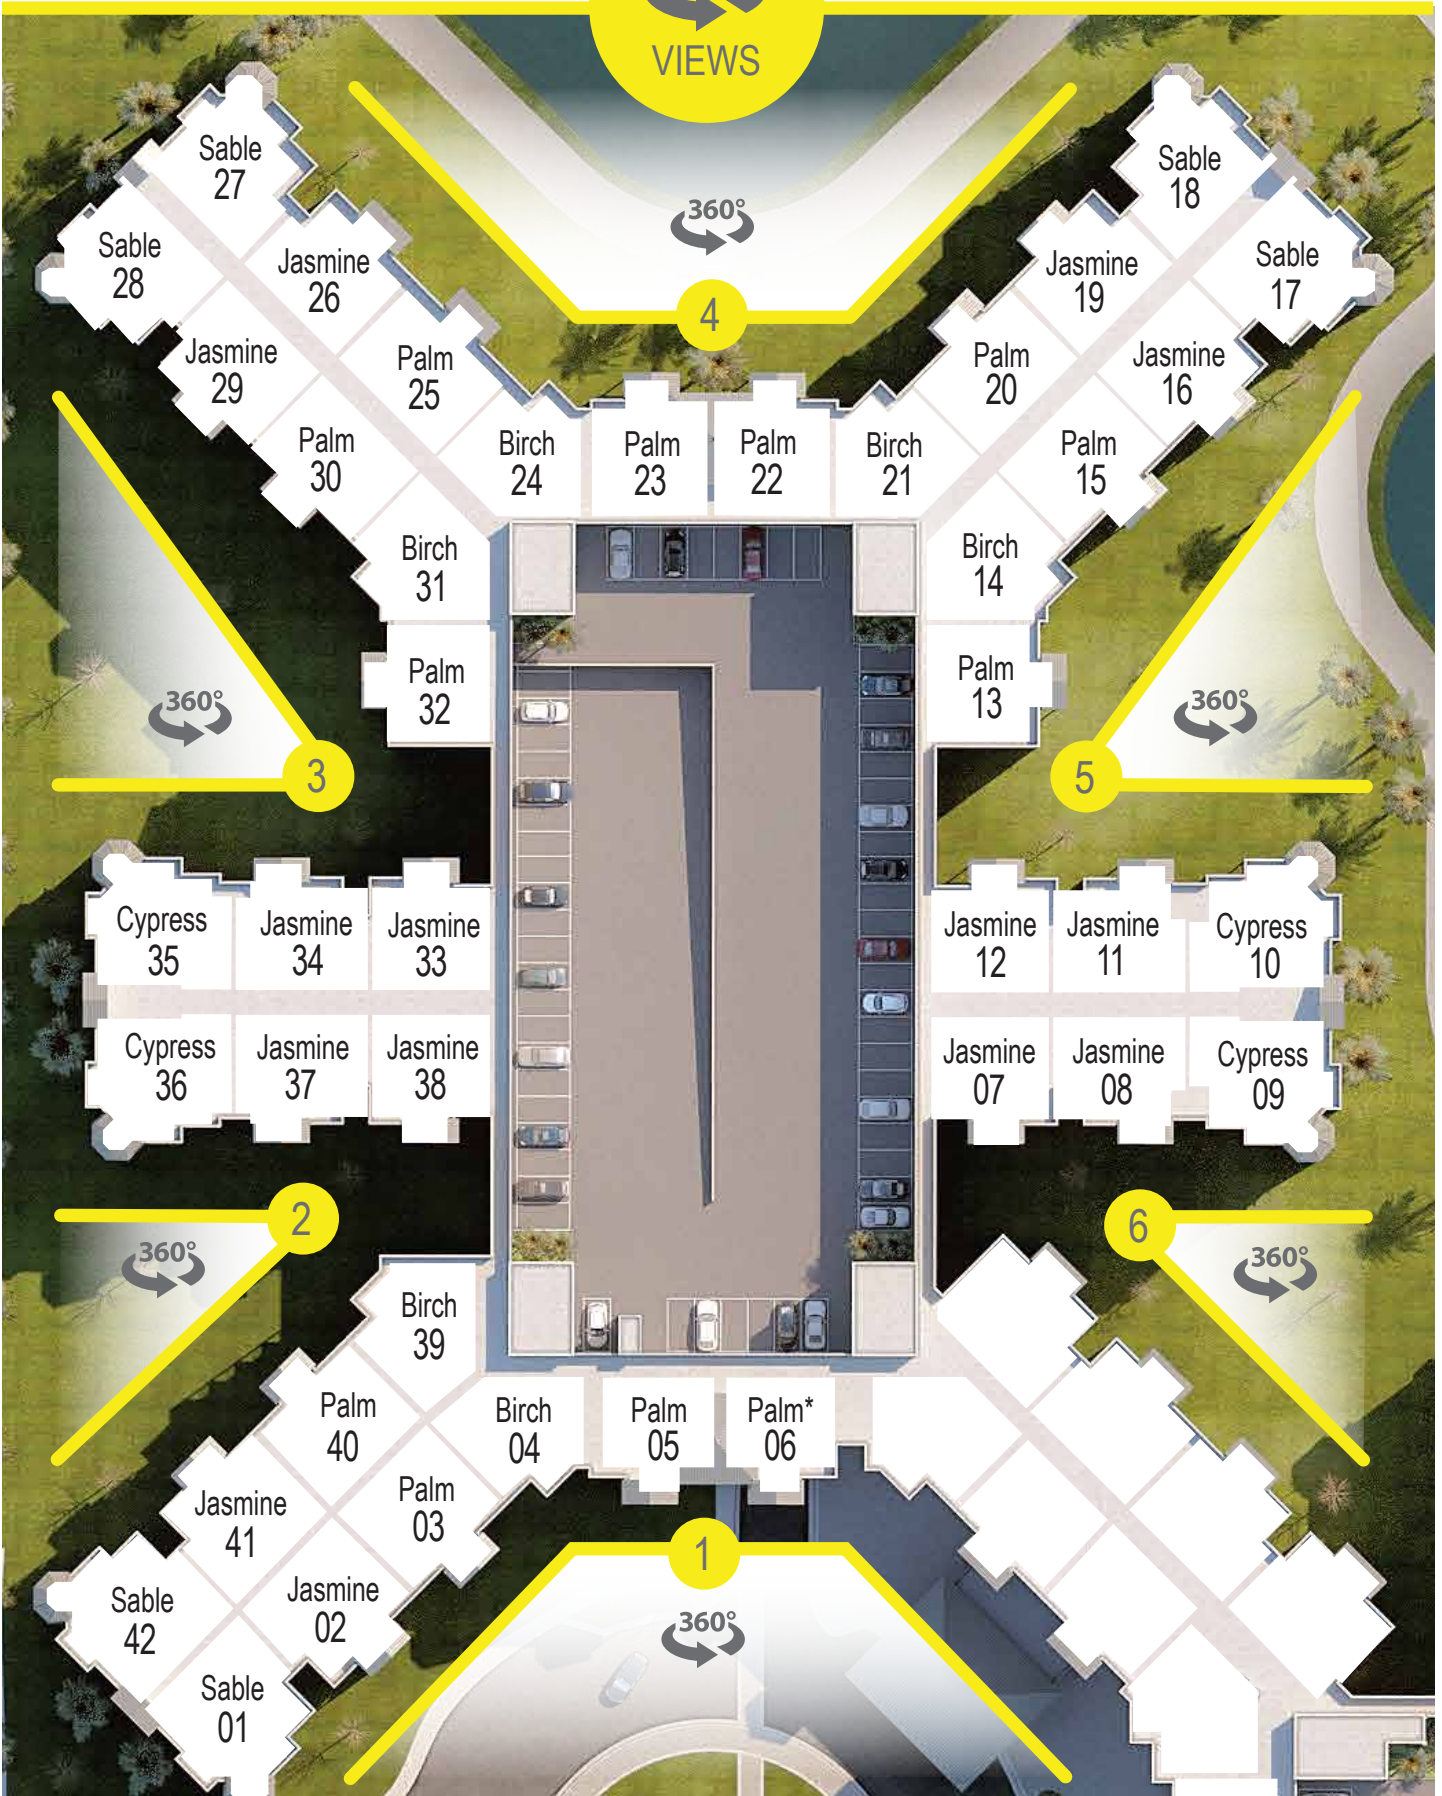 VIEWS
Sable
27
Sable
18
360°
Sable
28
Jasmine
26
Jasmine
19
Sable
17
4
Jasmine
29
Palm
25
Palm
20
Jasmine
16
Palm
30
Birch
24
Palm
23
Palm
22
Birch
21
Palm
15
Birch
31
Birch
14
Palm
32
Palm
13
360°
360°
3
5
Cypress
35
Jasmine
34
Jasmine
33
Jasmine
12
Jasmine
11
Cypress
10
Cypress
36
Jasmine
37
Jasmine
38
Jasmine
07
Jasmine
08
Cypress
09
2
6
360°
360°
Birch
39
Palm
40
Birch
04
Palm
05
Palm*
06
Jasmine
41
Palm
03
1
Sable
42
Jasmine
02
360°
Sable
01